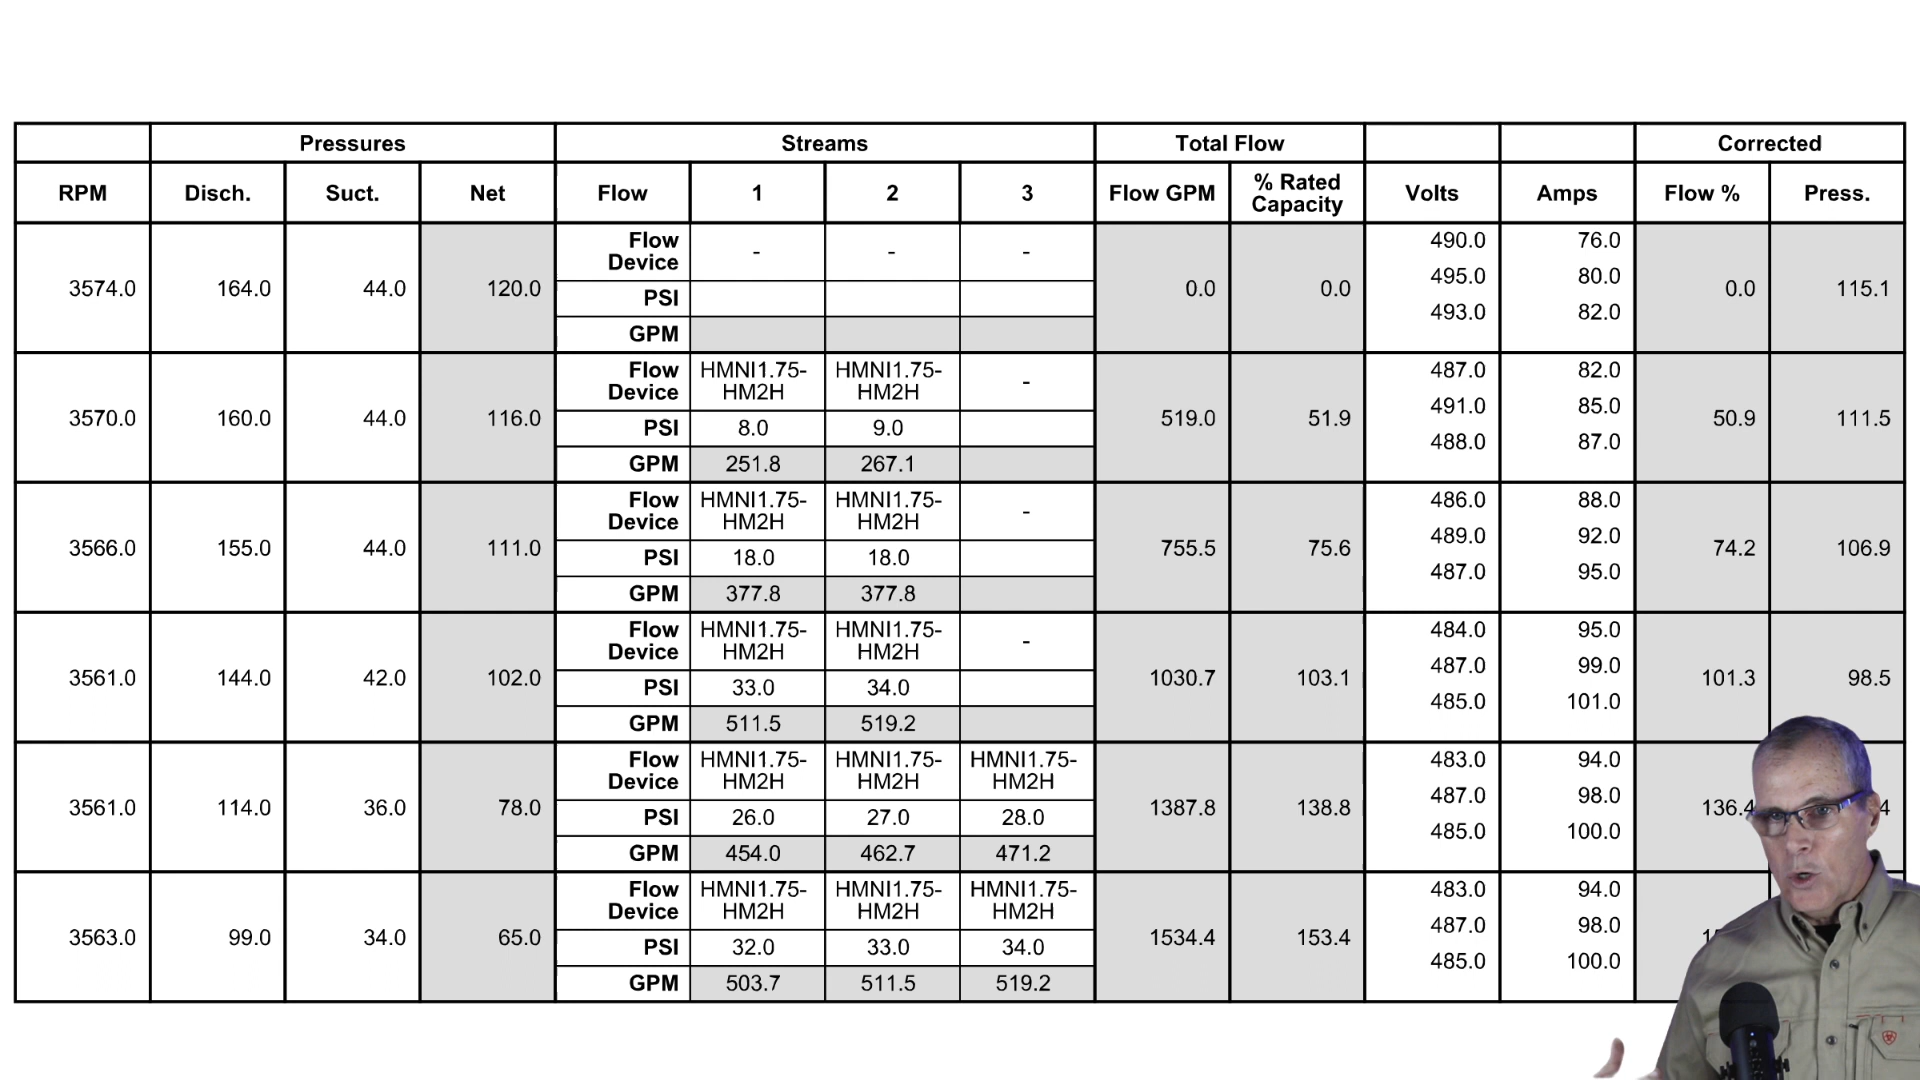 Pressures Streams Total Flow Corrected
RPM Disch. Suct. Net Flow 1 2 3 Flow GPM % Rated Capacity Volts Amps Flow % Press.
3574.0 164.0 44.0 120.0 Flow Device - - - 0.0 0.0 490.0 76.0 0.0 115.1
495.0 80.0
PSI 493.0 82.0
GPM
3570.0 160.0 44.0 116.0 Flow Device HMNI1.75-HM2H HMNI1.75-HM2H - 519.0 51.9 487.0 82.0 50.9 111.5
491.0 85.0
PSI 8.0 9.0 488.0 87.0
GPM 251.8 267.1
3566.0 155.0 44.0 111.0 Flow Device HMNI1.75-HM2H HMNI1.75-HM2H - 755.5 75.6 486.0 88.0 74.2 106.9
489.0 92.0
PSI 18.0 18.0 487.0 95.0
GPM 377.8 377.8
3561.0 144.0 42.0 102.0 Flow Device HMNI1.75-HM2H HMNI1.75-HM2H - 1030.7 103.1 484.0 95.0 101.3 98.5
487.0 99.0
PSI 33.0 34.0 485.0 101.0
GPM 511.5 519.2
3561.0 114.0 36.0 78.0 Flow Device HMNI1.75-HM2H HMNI1.75-HM2H HMNI1.75-HM2H 1387.8 138.8 483.0 94.0 136.4
487.0 98.0
PSI 26.0 27.0 28.0 485.0 100.0
GPM 454.0 462.7 471.2
3563.0 99.0 34.0 65.0 Flow Device HMNI1.75-HM2H HMNI1.75-HM2H HMNI1.75-HM2H 1534.4 153.4 483.0 94.0
487.0 98.0
PSI 32.0 33.0 34.0 485.0 100.0
GPM 503.7 511.5 519.2